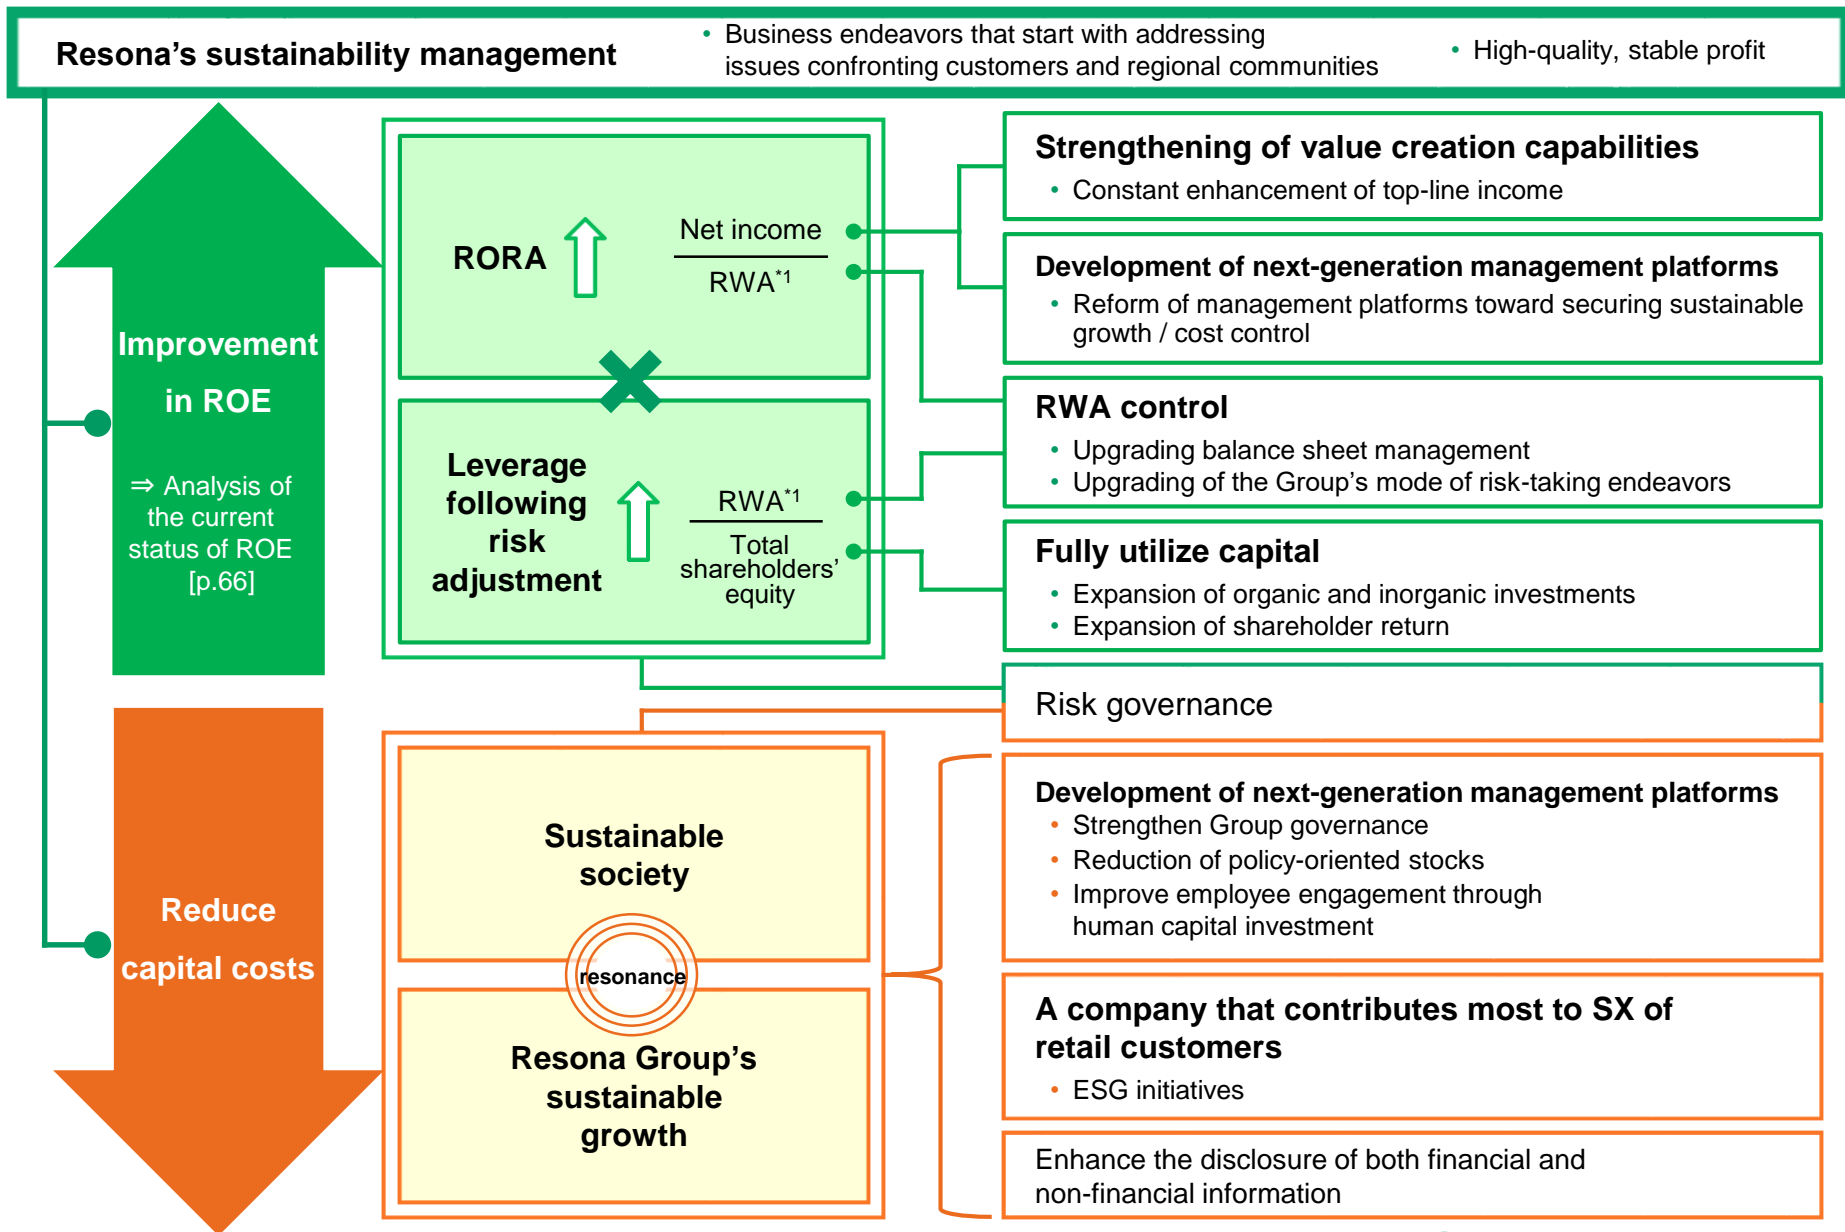 Resona’s sustainability management
• Business endeavors that start with addressing
issues confronting customers and regional communities
• High-quality, stable profit
Improvement
in ROE
⇒ Analysis of
the current
status of ROE
[p.66]
RORA
Net income
RWA*1
Leverage
following
risk
adjustment
RWA*1
Total
shareholders’
equity
Strengthening of value creation capabilities
• Constant enhancement of top-line income
Development of next-generation management platforms
• Reform of management platforms toward securing sustainable
growth / cost control
RWA control
• Upgrading balance sheet management
• Upgrading of the Group’s mode of risk-taking endeavors
Fully utilize capital
• Expansion of organic and inorganic investments
• Expansion of shareholder return
Risk governance
Reduce
capital costs
Sustainable
society
resonance
Resona Group’s
sustainable
growth
Development of next-generation management platforms
• Strengthen Group governance
• Reduction of policy-oriented stocks
• Improve employee engagement through
human capital investment
A company that contributes most to SX of
retail customers
• ESG initiatives
Enhance the disclosure of both financial and
non-financial information